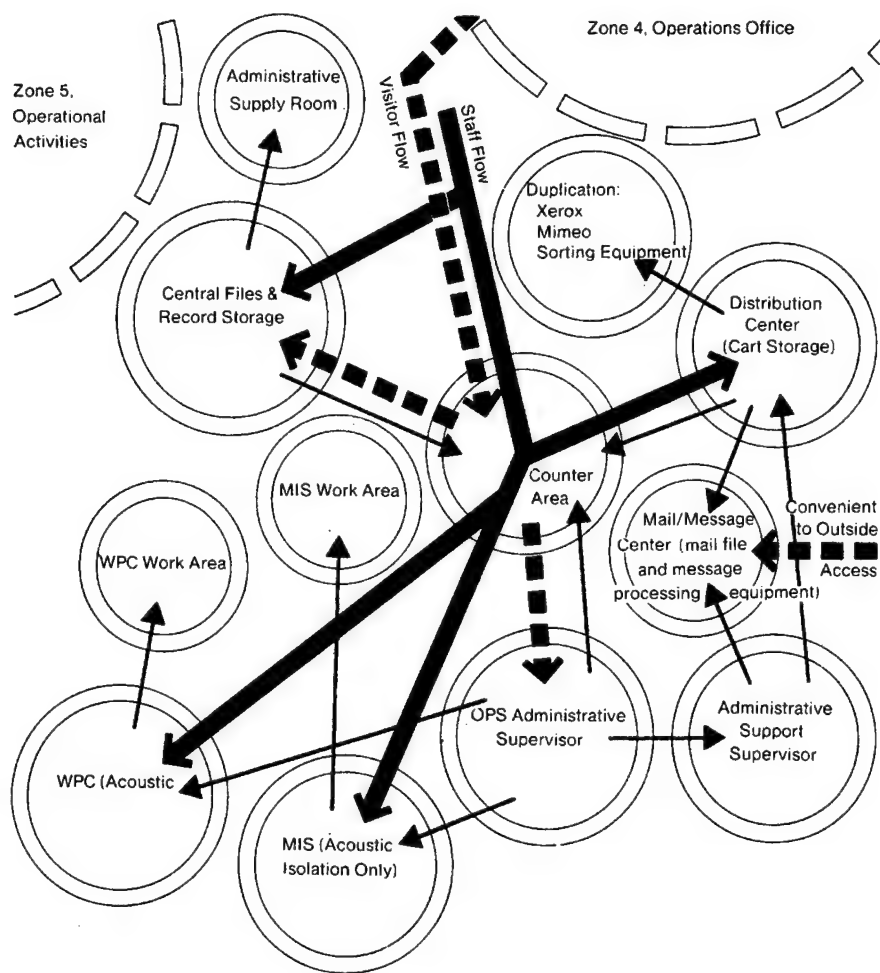 Zone 4, Operations Office
Zone 5,
Operational
Activities
Administrative
Supply Room
Visitor Flow
Staff Flow
Duplication:
Xerox
Mimeo
Sorting Equipment
Central Files &
Record Storage
Distribution
Center
(Cart Storage)
MIS Work Area
Counter
Area
Mail/Message
Center (mail file
and message
processing equipment)
Convenient
to Outside
Access
WPC Work Area
OPS Administrative
Supervisor
Administrative
Support
Supervisor
WPC (Acoustic
MIS (Acoustic
Isolation Only)